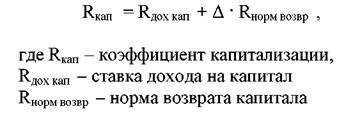 Rкап = Rдох кап + Δ · Rнорм возвр ,
где Rкап – коэффициент капитализации,
Rдох кап – ставка дохода на капитал
Rнорм возвр – норма возврата капитала